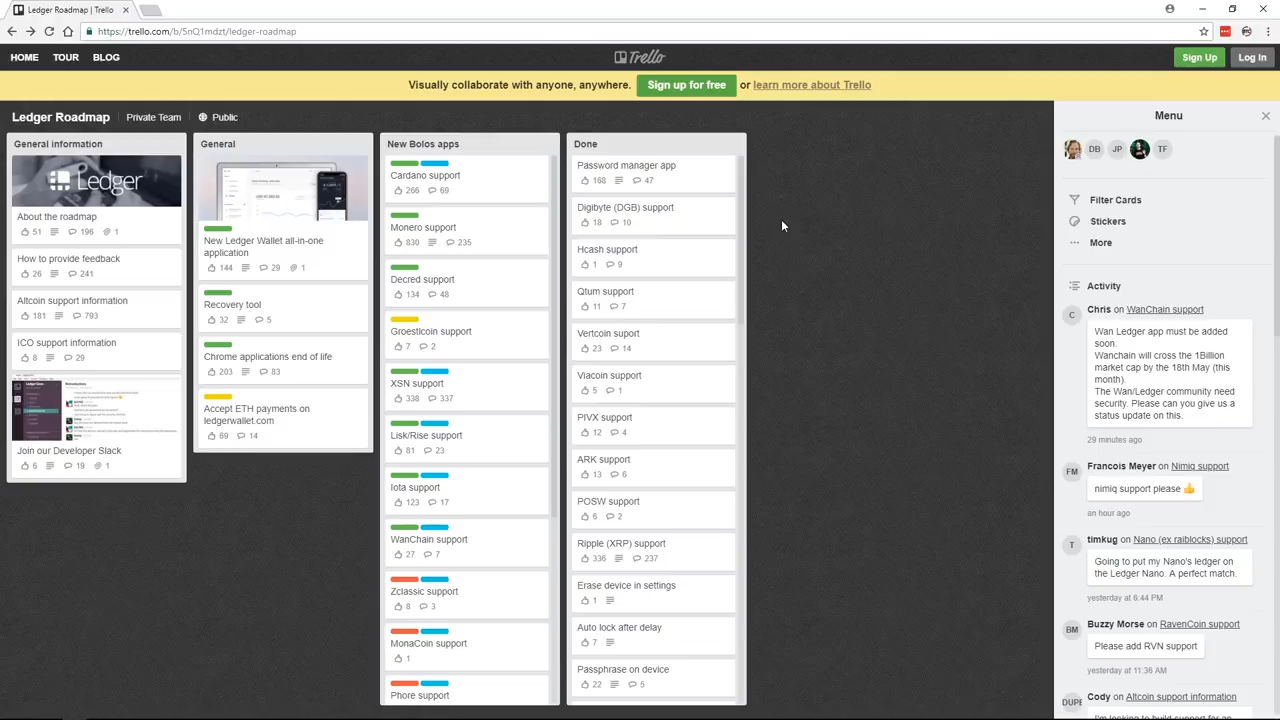 Ledger Roadmap | Trello
https://trello.com/b/5nQ1mdzt/ledger-roadmap
HOME TOUR BLOG
Trello
Sign Up Log In
Visually collaborate with anyone, anywhere. Sign up for free or learn more about Trello
Ledger Roadmap Private Team Public
General information
Ledger
About the roadmap
51 196 1
How to provide feedback
26 241
Altcoin support information
181 793
ICO support information
8 29
Join our Developer Slack
6 19 1
General
New Ledger Wallet all-in-one
application
144 29 1
Recovery tool
32 5
Chrome applications end of life
203 83
Accept ETH payments on
ledgerwallet.com
69 14
New Bolos apps
Cardano support
266 69
Monero support
830 235
Decred support
134 48
Groestlcoin support
7 2
XSN support
338 337
Lisk/Rise support
81 23
Iota support
123 17
WanChain support
27 7
Zclassic support
8 3
MonaCoin support
1
Phore support
Done
Password manager app
168 47
Digibyte (DGB) support
18 10
Hcash support
1 9
Qtum support
11 7
Vertcoin suport
23 14
Viacoin support
5 1
PIVX support
12 4
ARK support
13 6
POSW support
6 2
Ripple (XRP) support
336 237
Erase device in settings
1
Auto lock after delay
7
Passphrase on device
22 5
Menu
DB JP TF
Filter Cards
Stickers
More
Activity
C Chris on WanChain support
Wan Ledger app must be added
soon.
Wanchain will cross the 1Billion
market cap by the 18th May (this
month).
The Wan/Ledger community need
security. Please can you give us a
status update on this.
29 minutes ago
FM Francois Meyer on Nimiq support
nimiq support please 👍
an hour ago
T timkug on Nano (ex raiblocks) support
Going to put my Nano's ledger on
the Ledger Nano. A perfect match.
yesterday at 6:44 PM
BM Buzzy Morse on RavenCoin support
Please add RVN support
yesterday at 11:36 AM
DUPE Cody on Altcoin support information
I'm looking to build support for an